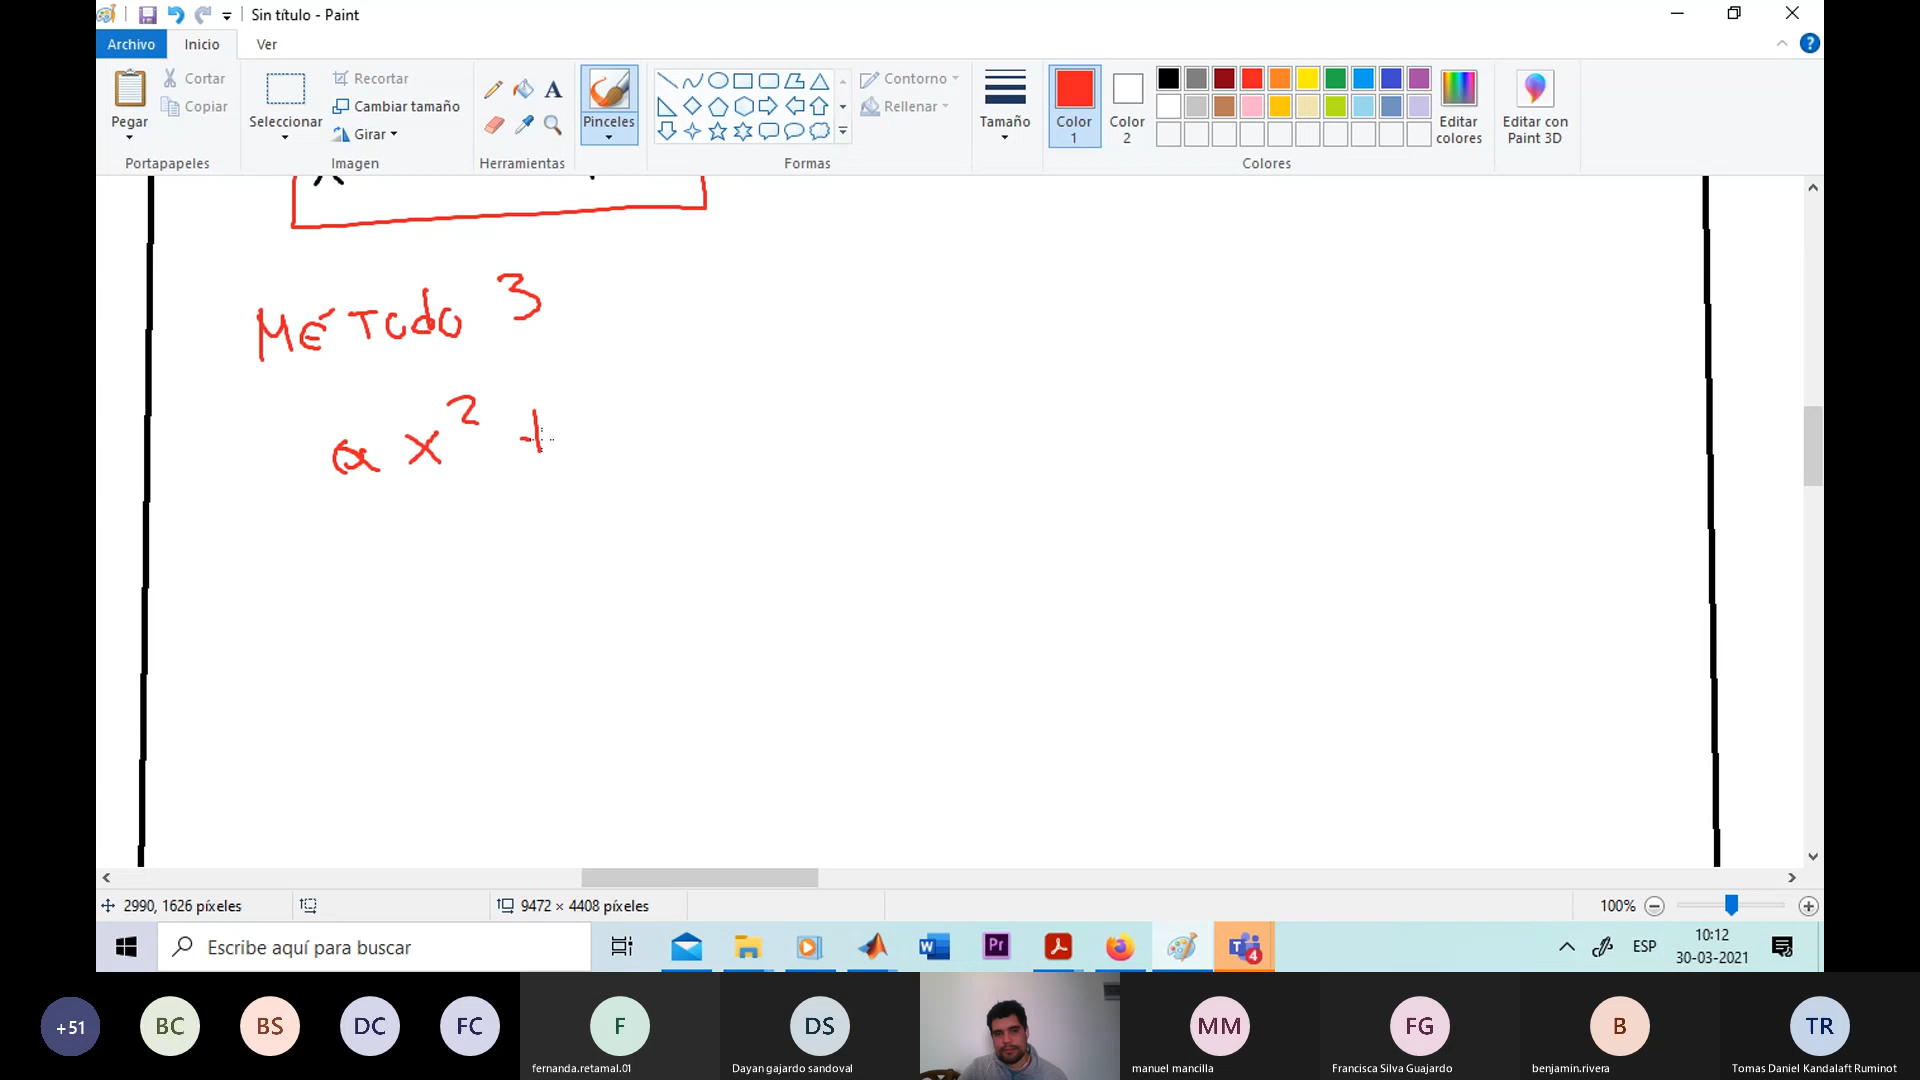 Sin título - Paint
Archivo Inicio Ver
Pegar
Cortar
Copiar
Portapapeles
Seleccionar
Recortar
Cambiar tamaño
Girar
Imagen
A
Herramientas
Pinceles
Contorno
Rellenar
Formas
Tamaño
Color 1
Color 2
Editar colores
Colores
Editar con Paint 3D
MÉTodo 3
a x² +
2990, 1626 píxeles
9472 × 4408 píxeles
100%
Escribe aquí para buscar
W
Pr
T
4
ESP
10:12
30-03-2021
+51
BC
BS
DC
FC
F
fernanda.retamal.01
DS
Dayan gajardo sandoval
MM
manuel mancilla
FG
Francisca Silva Guajardo
B
benjamin.rivera
TR
Tomas Daniel Kandalaft Ruminot